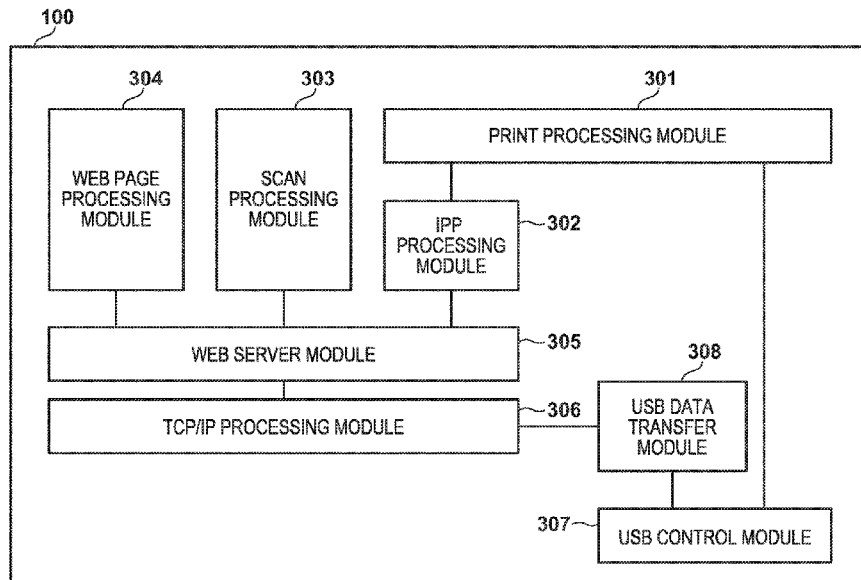 100
304
303
301
WEB PAGE
PROCESSING
MODULE
SCAN
PROCESSING
MODULE
PRINT PROCESSING MODULE
IPP
PROCESSING
MODULE
302
WEB SERVER MODULE
305
308
TCP/IP PROCESSING MODULE
306
USB DATA
TRANSFER
MODULE
307
USB CONTROL MODULE